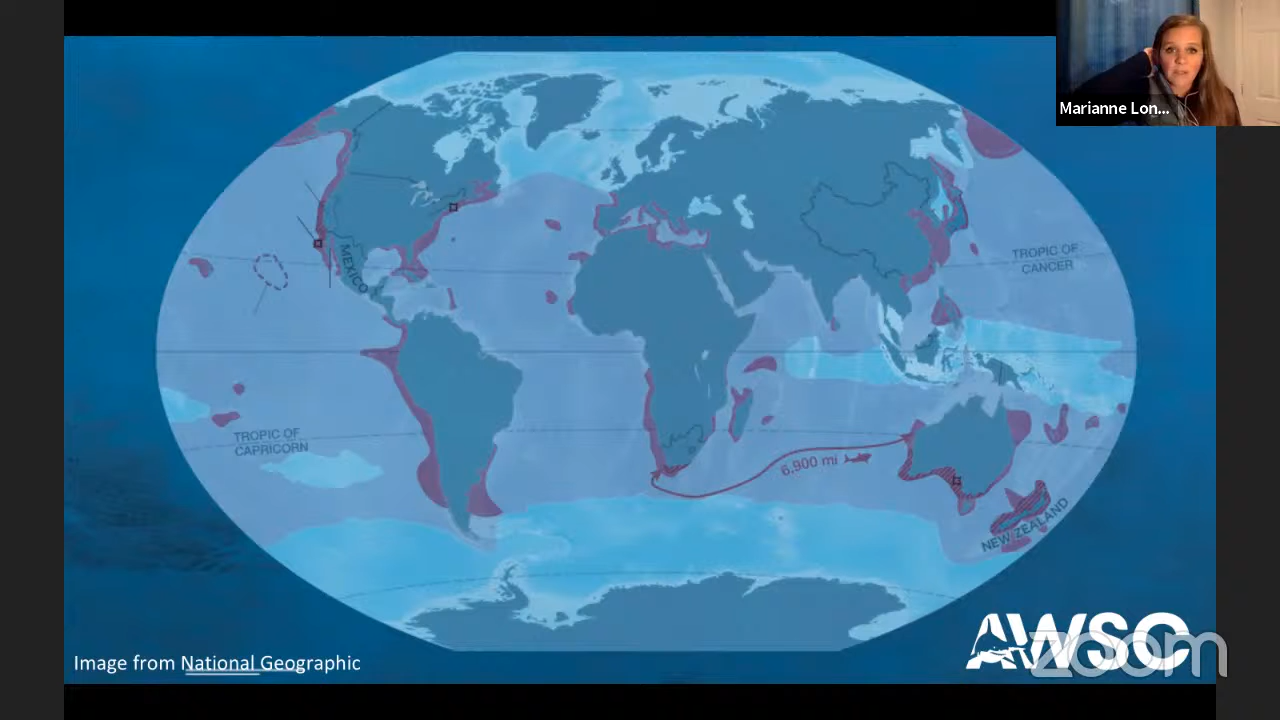 Marianne Lon...
MEXICO
TROPIC OF
CANCER
TROPIC OF
CAPRICORN
6,900 mi
NEW ZEALAND
Image from National Geographic
AWSC
zoom